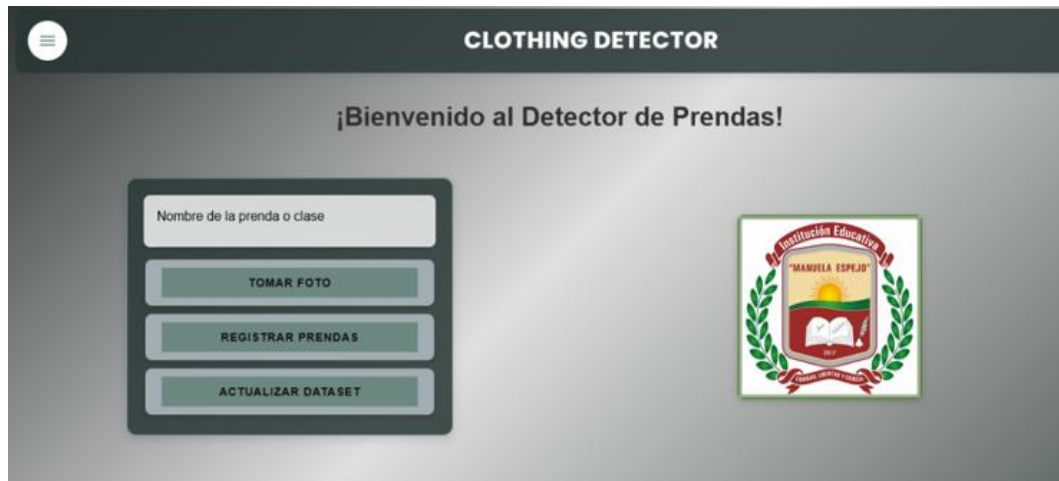 CLOTHING DETECTOR
¡Bienvenido al Detector de Prendas!
Nombre de la prenda o clase
TOMAR FOTO
REGISTRAR PRENDAS
ACTUALIZAR DATASET
Institución Educativa
"MANUELA ESPEJO"
2017